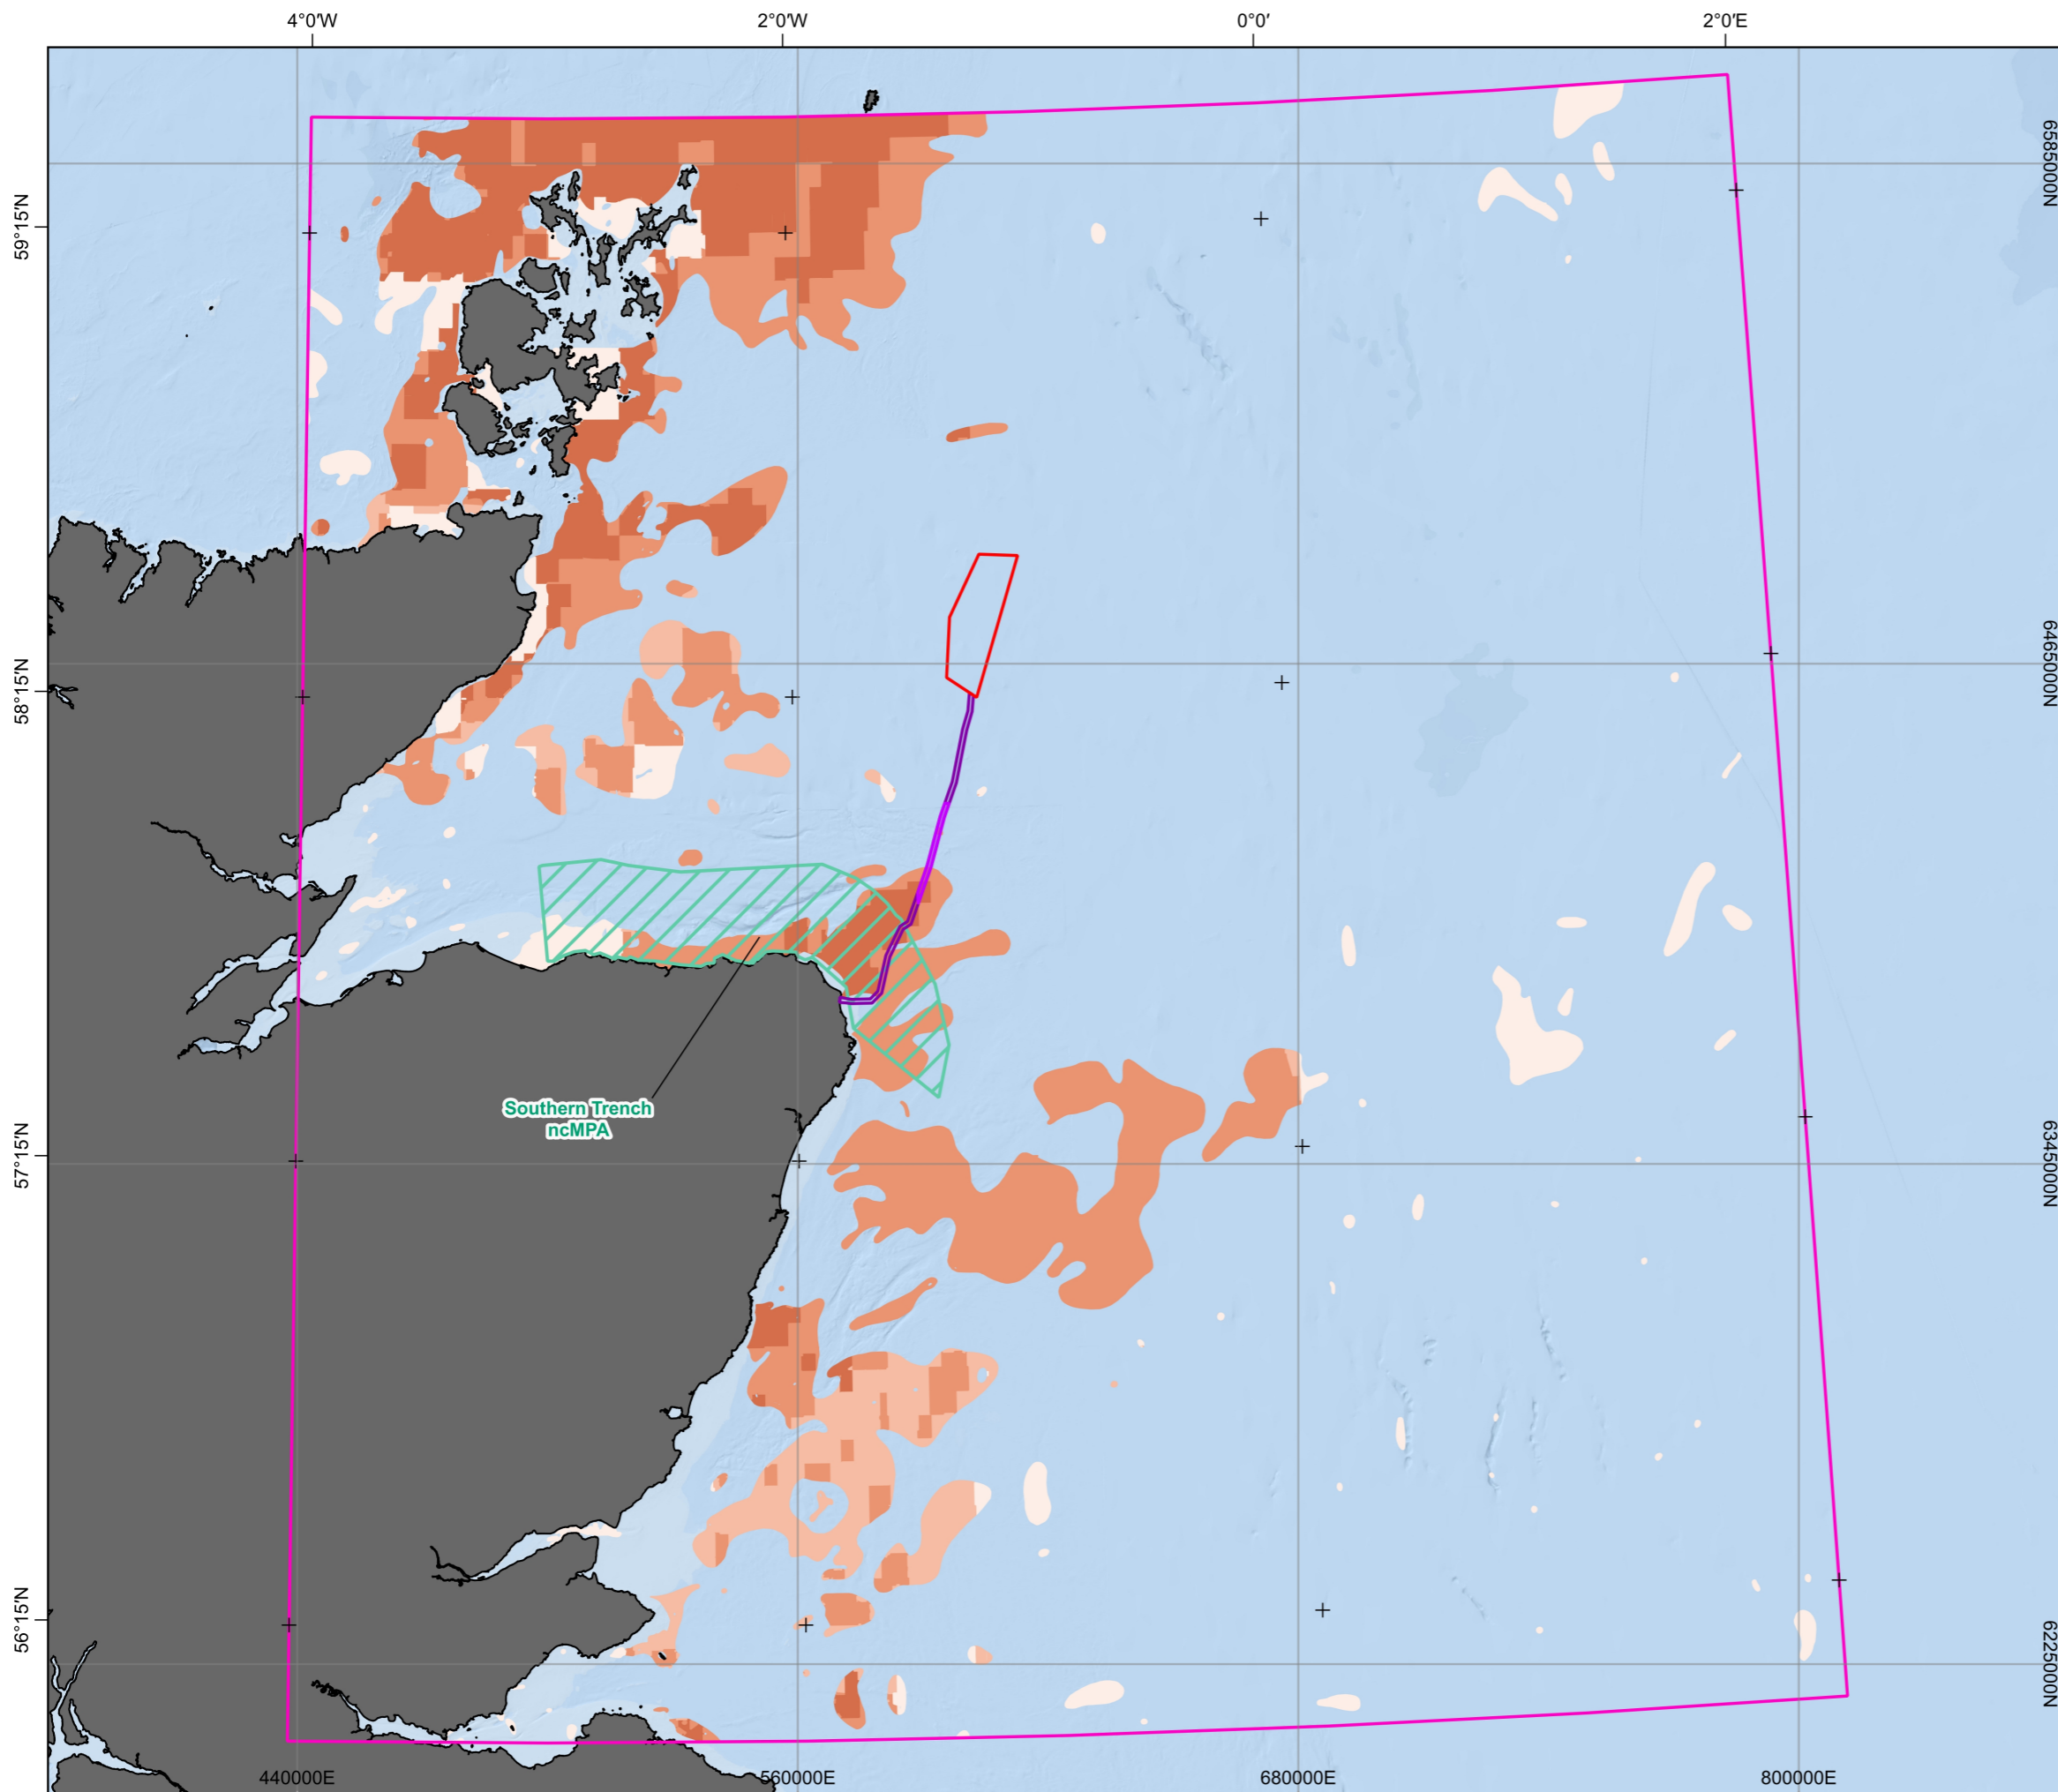 4°0'W
2°0'W
0°0'
2°0'E
6585000N
59°15'N
6465000N
58°15'N
Southern Trench
ncMPA
6345000N
57°15'N
56°15'N
6225000N
440000E
560000E
680000E
800000E